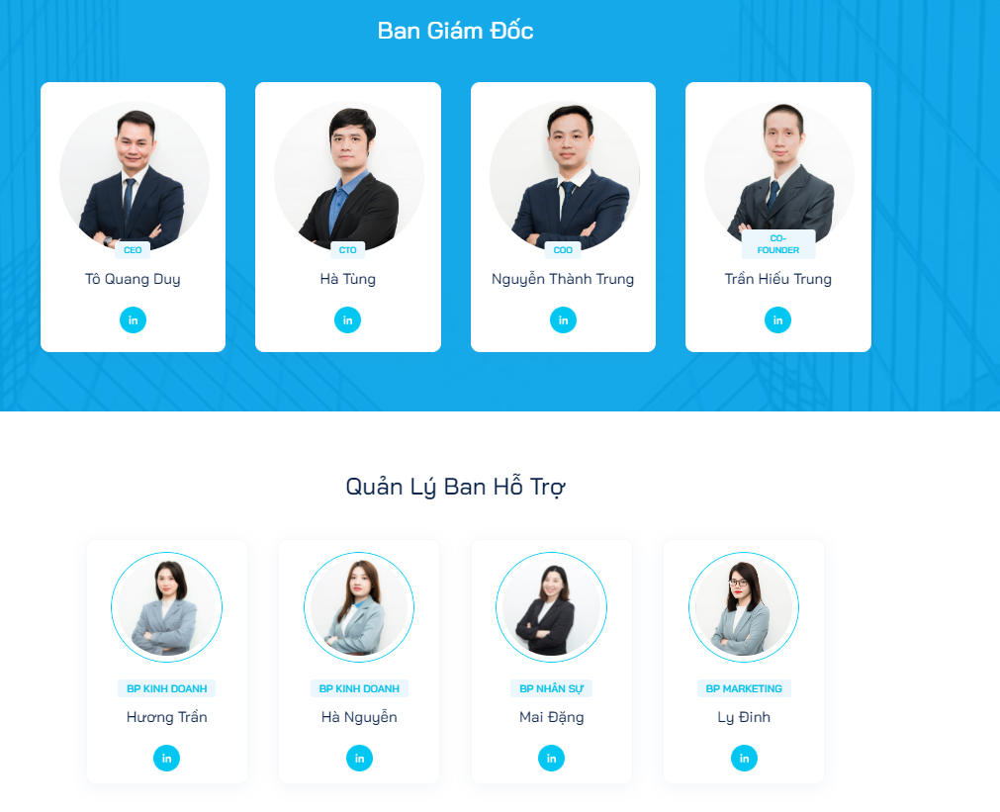 Ban Giám Đốc
CEO
Tô Quang Duy
in
CTO
Hà Tùng
in
COO
Nguyễn Thành Trung
in
CO-
FOUNDER
Trần Hiếu Trung
in
Quản Lý Ban Hỗ Trợ
BP KINH DOANH
Hương Trần
in
BP KINH DOANH
Hà Nguyễn
in
BP NHÂN SỰ
Mai Đặng
in
BP MARKETING
Ly Đinh
in